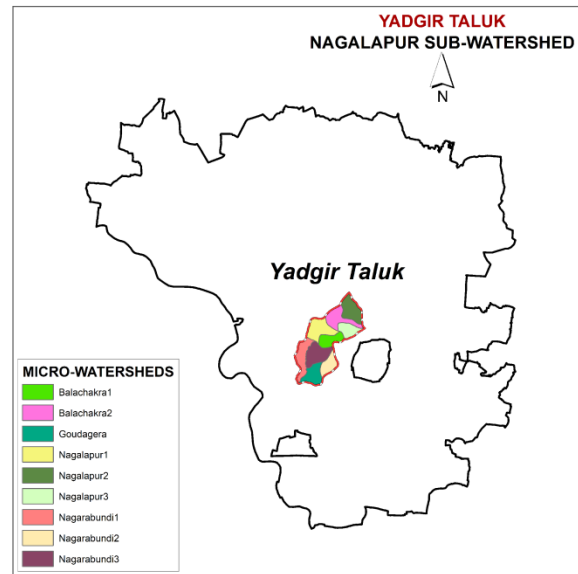 YADGIR TALUK
NAGALAPUR SUB-WATERSHED
N
Yadgir Taluk
MICRO-WATERSHEDS
Balachakra1
Balachakra2
Goudagera
Nagalapur1
Nagalapur2
Nagalapur3
Nagarabundi1
Nagarabundi2
Nagarabundi3